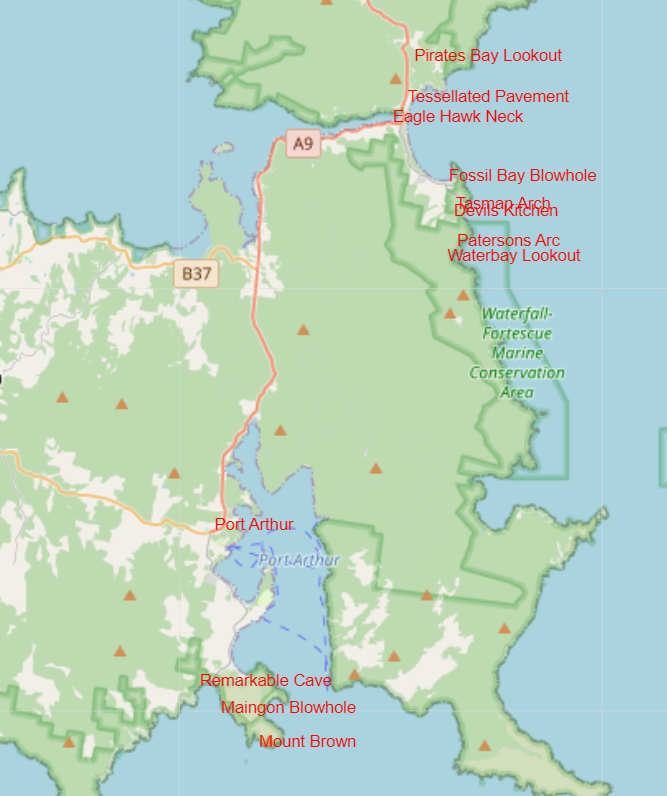 Pirates Bay Lookout
Tessellated Pavement
Eagle Hawk Neck
A9
Fossil Bay Blowhole
Tasman Arch
Devils Kitchen
Patersons Arc
Waterbay Lookout
B37
Waterfall-
Fortescue
Marine
Conservation
Area
Port Arthur
Port Arthur
Remarkable Cave
Maingon Blowhole
Mount Brown